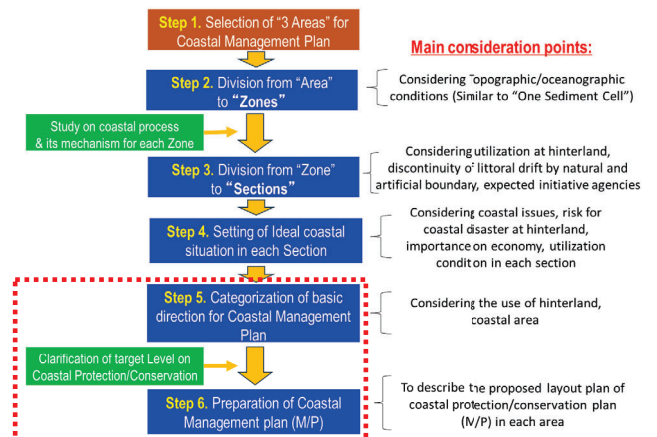 Step 1. Selection of "3 Areas" for
Coastal Management Plan
Main consideration points:
Step 2. Division from "Area"
to "Zones"
Considering topographic/oceanographic
conditions (Similar to "One Sediment Cell")
Study on coastal process
& its mechanism for each Zone
Step 3. Division from "Zone"
to "Sections"
Considering utilization at hinterland,
discontinuity of littoral drift by natural and
artificial boundary, expected initiative agencies
Step 4. Setting of Ideal coastal
situation in each Section
Considering coastal issues, risk for
coastal disaster at hinterland,
importance on economy, utilization
condition in each section
Step 5. Categorization of basic
direction for Coastal Management
Plan
Considering the use of hinterland,
coastal area
Clarification of target Level on
Coastal Protection/Conservation
Step 6. Preparation of Coastal
Management plan (M/P)
To describe the proposed layout plan of
coastal protection/conservation plan
(M/P) in each area